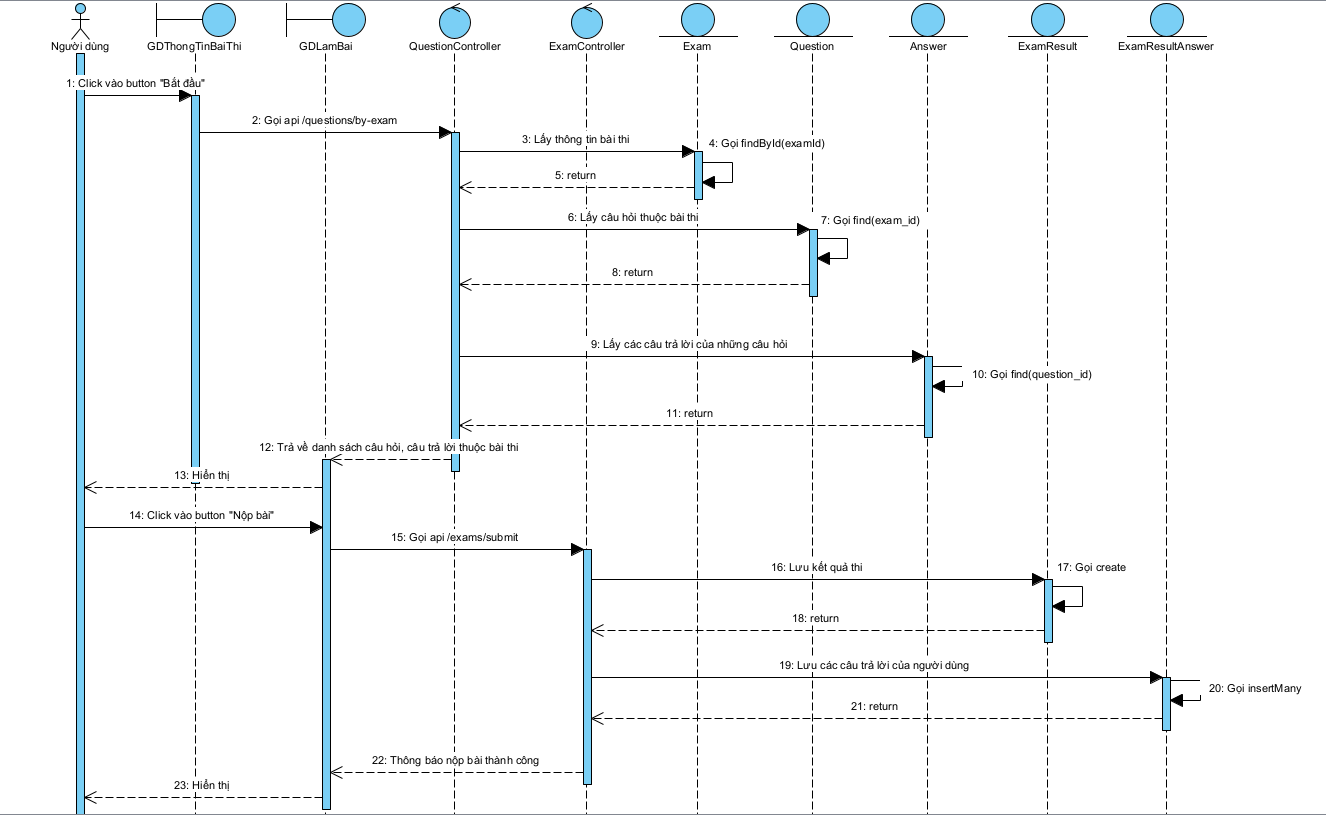 Người dùng
GDThongTinBaiThi
GDLamBai
QuestionController
ExamController
Exam
Question
Answer
ExamResult
ExamResultAnswer
1: Click vào button "Bắt đầu"
2: Gọi api /questions/by-exam
3: Lấy thông tin bài thi
4: Gọi findById(examId)
5: return
6: Lấy câu hỏi thuộc bài thi
7: Gọi find(exam_id)
8: return
9: Lấy các câu trả lời của những câu hỏi
10: Gọi find(question_id)
11: return
12: Trả về danh sách câu hỏi, câu trả lời thuộc bài thi
13: Hiển thị
14: Click vào button "Nộp bài"
15: Gọi api /exams/submit
16: Lưu kết quả thi
17: Gọi create
18: return
19: Lưu các câu trả lời của người dùng
20: Gọi insertMany
21: return
22: Thông báo nộp bài thành công
23: Hiển thị